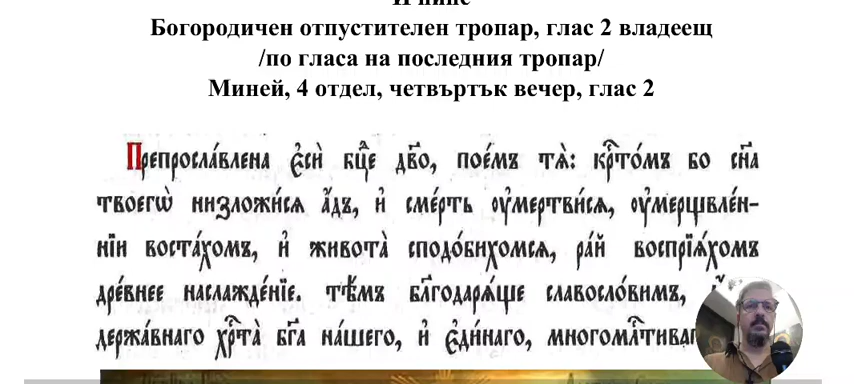 И ныне
Богородичен отпустителен тропар, глас 2 владеещ
/по гласа на последния тропар/
Миней, 4 отдел, четвъртък вечер, глас 2
Препросла́влена є҆сѝ бц҃е дв҃о, пое́мъ тѧ̀: крⷭ҇то́мъ бо сн҃а
твоегѡ̀ низложи́сѧ а҆́дъ, и҆ сме́рть ᲂу҆мертви́сѧ, ᲂу҆мерщвле́н-
нїи воста́хомъ, и҆ живота̀ сподо́бихомсѧ, ра́й воспрїѧ́хомъ
дре́внее наслажде́нїе. тѣ́мъ бл҃годарѧ́ще славосло́вимъ,
держа́внаго хрⷭ҇та̀ бг҃а на́шего, и҆ є҆ди́наго,